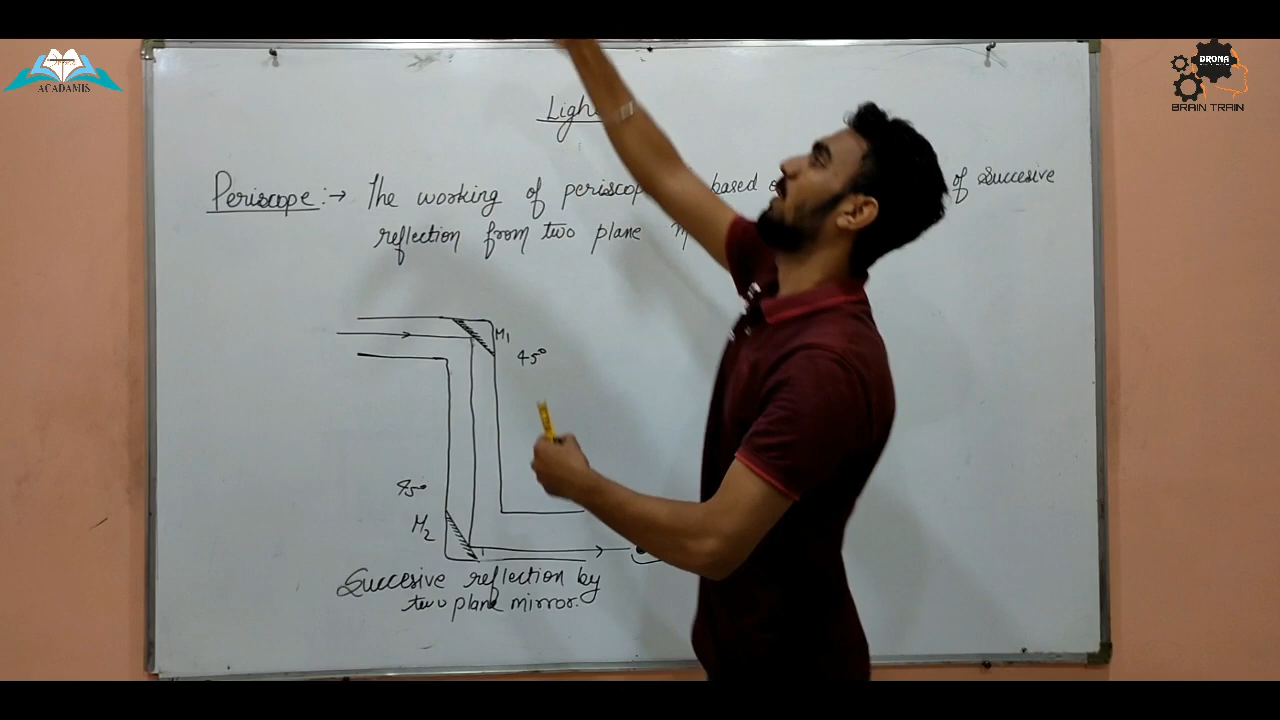 ACADAMIS
DRONA
BRAIN TRAIN
Ligh
Periscope:→ The working of periscop based of Succesive
reflection from two plane m
M1
45°
45°
M2
Succesive reflection by
two plane mirror.